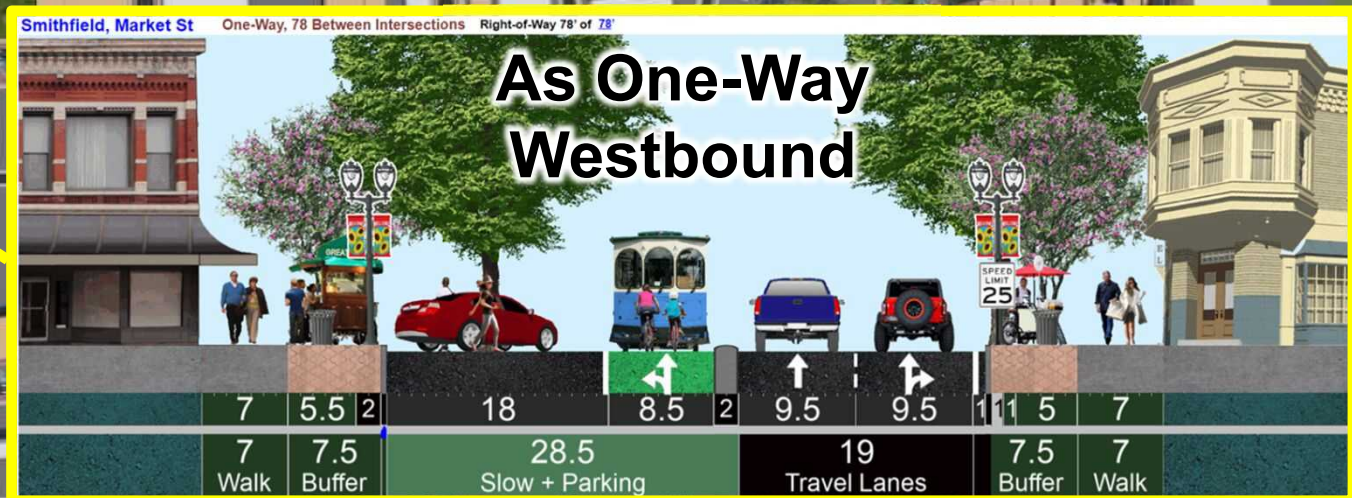 Smithfield, Market St One-Way, 78 Between Intersections Right-of-Way 78' of 78'
As One-Way
Westbound
GREAT
SPEED
LIMIT
25
7 5.5 2 18 8.5 2 9.5 9.5 1 1 1 5 7
7 7.5 28.5 19 7.5 7
Walk Buffer Slow + Parking Travel Lanes Buffer Walk